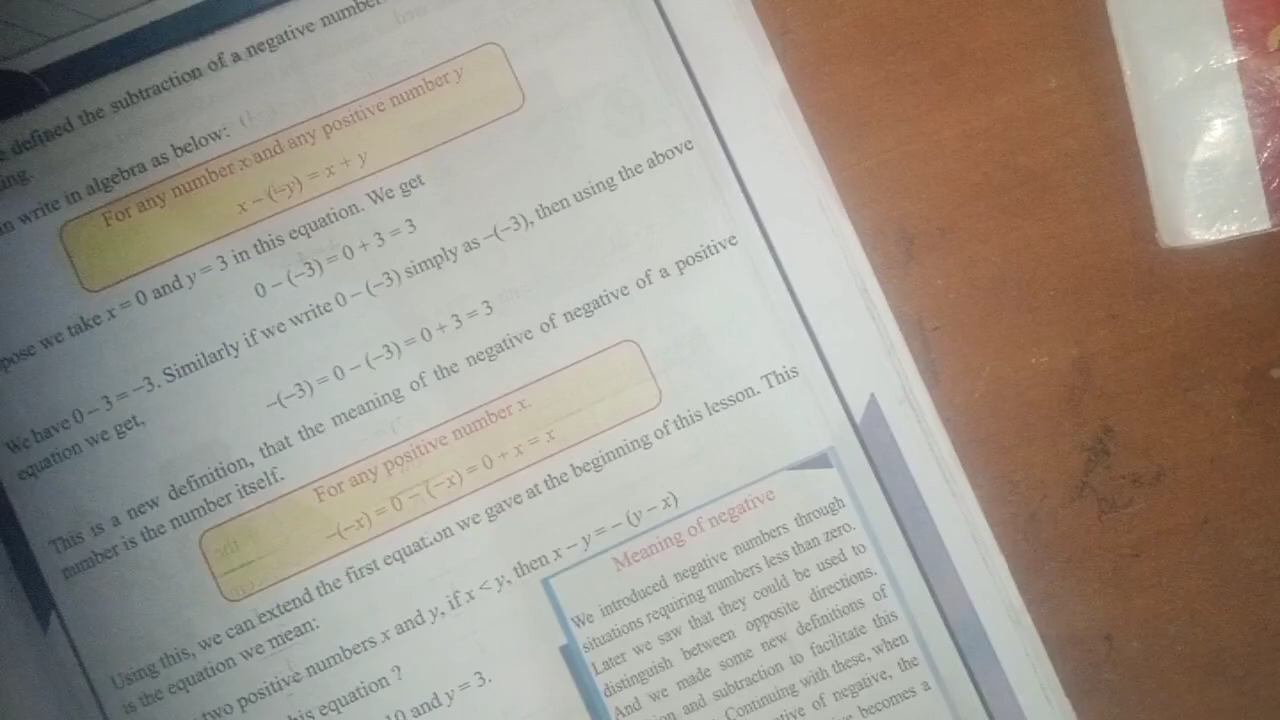 defined the subtraction of a negative number
write in algebra as below:
For any number x and any positive number y
x – (–y) = x + y
we take x = 0 and y = 3 in this equation. We get
0 – (–3) = 0 + 3 = 3
We have 0 – 3 = –3. Similarly if we write 0 – (–3) simply as –(–3), then using the above
equation we get,
–(–3) = 0 – (–3) = 0 + 3 = 3
This is a new definition, that the meaning of the negative of negative of a positive
number is the number itself.
For any positive number x.
–(–x) = 0 – (–x) = 0 + x = x
Using this, we can extend the first equation we gave at the beginning of this lesson. This
is the equation we mean:
two positive numbers x and y, if x < y, then x – y = – (y – x)
equation ?
and y = 3.
Meaning of negative
We introduced negative numbers through
situations requiring numbers less than zero.
Later we saw that they could be used to
distinguish between opposite directions.
And we made some new definitions of
and subtraction to facilitate this
Continuing with these, when
of negative, the
becomes a